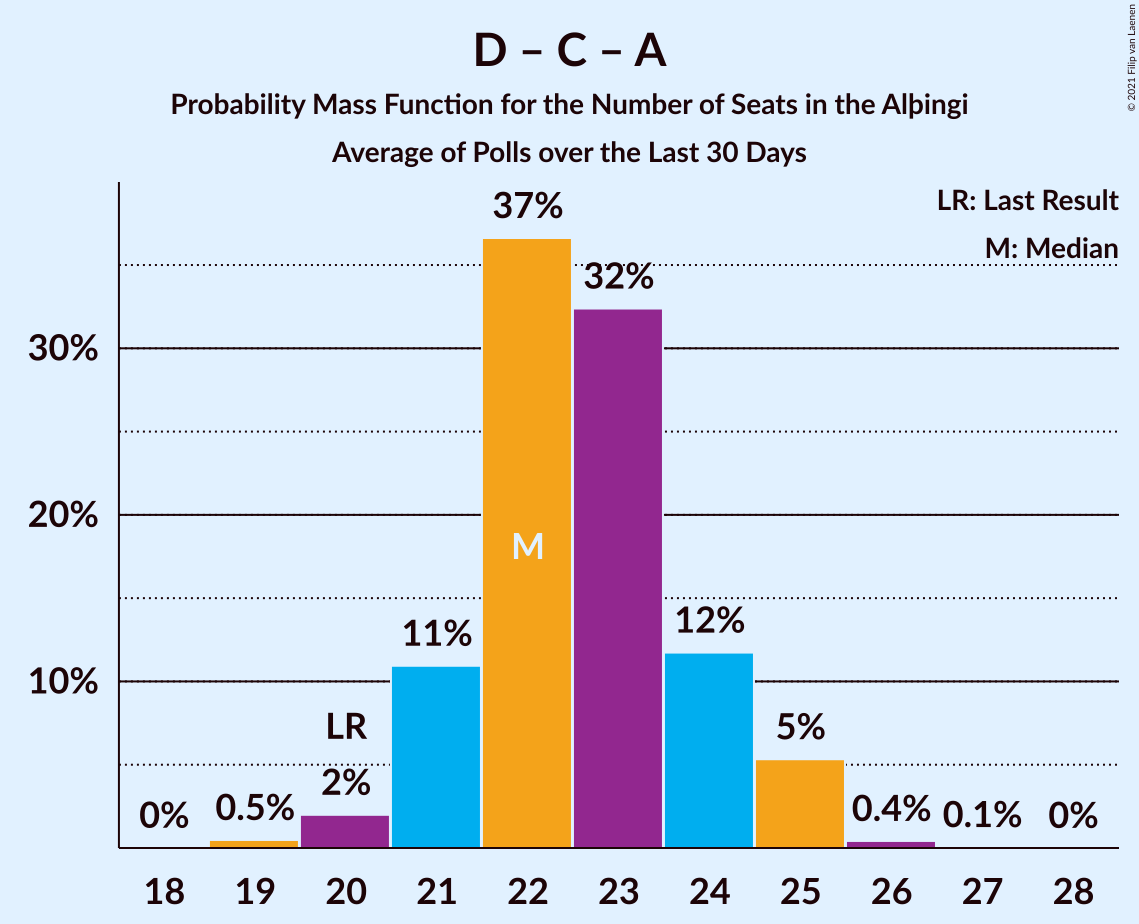 D – C – A
Probability Mass Function for the Number of Seats in the Alþingi
Average of Polls over the Last 30 Days
© 2021 Filip van Laenen
LR: Last Result
M: Median
30%
20%
10%
0%
0.5%
LR
2%
11%
37%
M
32%
12%
5%
0.4%
0.1%
0%
18 19 20 21 22 23 24 25 26 27 28